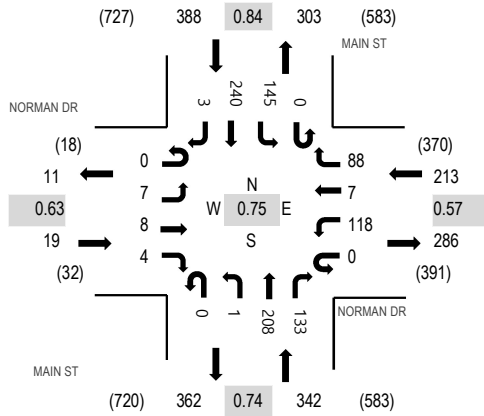 (727) 388 0.84 303 (583)
MAIN ST
NORMAN DR
3 240 145 0
(18) 0 88 (370)
11 213
7 N 7
0.63 W 0.75 E 0.57
8 118
19 S 286
4 0
(32) (391)
0 1 208 133
NORMAN DR
MAIN ST
(720) 362 0.74 342 (583)